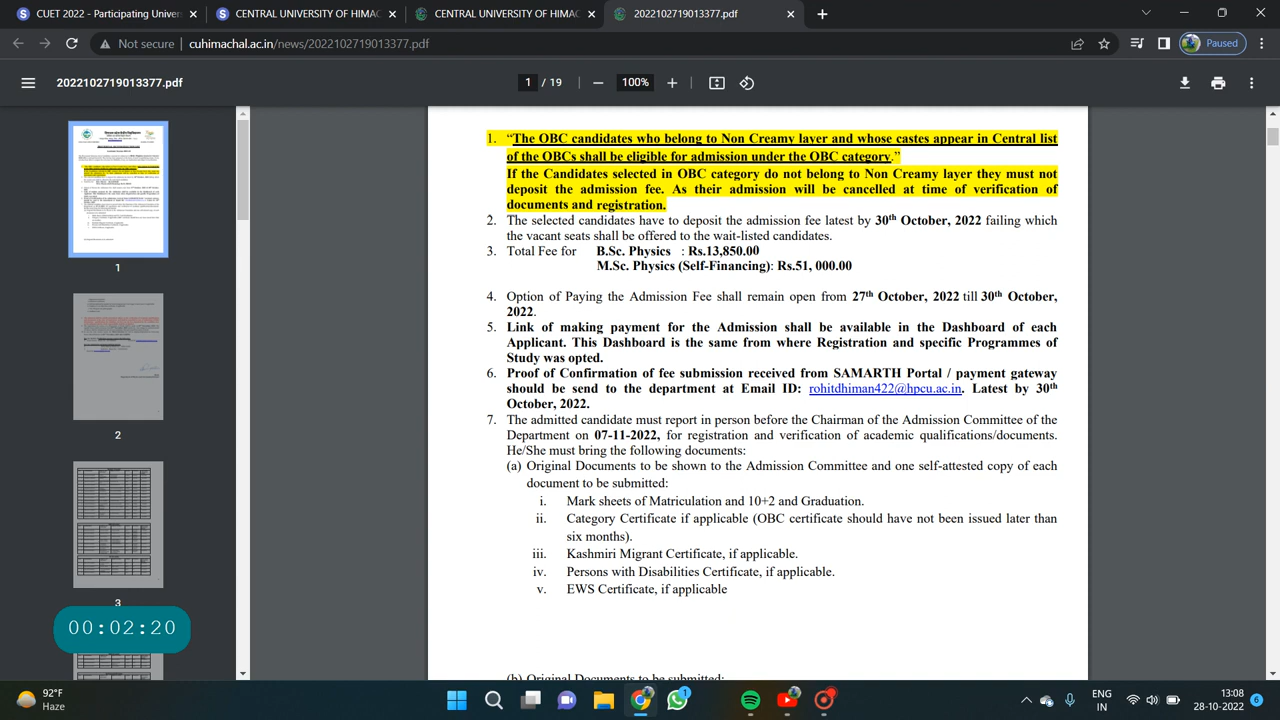 CUET 2022 - Participating Univers
CENTRAL UNIVERSITY OF HIMAC
CENTRAL UNIVERSITY OF HIMAC
2022102719013377.pdf
Not secure
cuhimachal.ac.in/news/2022102719013377.pdf
Paused
2022102719013377.pdf
1 / 19
100%
1. “The OBC candidates who belong to Non Creamy layer and whose castes appear in Central list
of the OBCs shall be eligible for admission under the OBC category.”
If the Candidates selected in OBC category do not belong to Non Creamy layer they must not
deposit the admission fee. As their admission will be cancelled at time of verification of
documents and registration.
2. The selected candidates have to deposit the admission fee latest by 30th October, 2022 failing which
the vacant seats shall be offered to the wait-listed candidates.
3. Total Fee for B.Sc. Physics : Rs.13,850.00
M.Sc. Physics (Self-Financing): Rs.51, 000.00
4. Option of Paying the Admission Fee shall remain open from 27th October, 2022 till 30th October,
2022.
5. Link of making payment for the Admission shall be available in the Dashboard of each
Applicant. This Dashboard is the same from where Registration and specific Programmes of
Study was opted.
6. Proof of Confirmation of fee submission received from SAMARTH Portal / payment gateway
should be send to the department at Email ID: rohitdhiman422@hpcu.ac.in. Latest by 30th
October, 2022.
7. The admitted candidate must report in person before the Chairman of the Admission Committee of the
Department on 07-11-2022, for registration and verification of academic qualifications/documents.
He/She must bring the following documents:
(a) Original Documents to be shown to the Admission Committee and one self-attested copy of each
document to be submitted:
i. Mark sheets of Matriculation and 10+2 and Graduation.
ii. Category Certificate if applicable (OBC certificate should have not been issued later than
six months).
iii. Kashmiri Migrant Certificate, if applicable.
iv. Persons with Disabilities Certificate, if applicable.
v. EWS Certificate, if applicable
(b) Original Documents to be submitted:
1
2
3
00:02:20
92°F
Haze
1
ENG
IN
13:08
28-10-2022